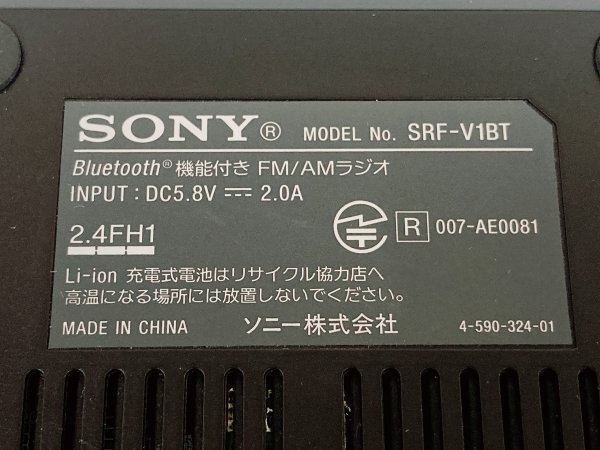 SONY® MODEL No. SRF-V1BT
Bluetooth®機能付き FM/AMラジオ
INPUT : DC5.8V ⎓ 2.0A
2.4FH1
R 007-AE0081
Li-ion 充電式電池はリサイクル協力店へ
高温になる場所には放置しないでください。
MADE IN CHINA ソニー株式会社 4-590-324-01